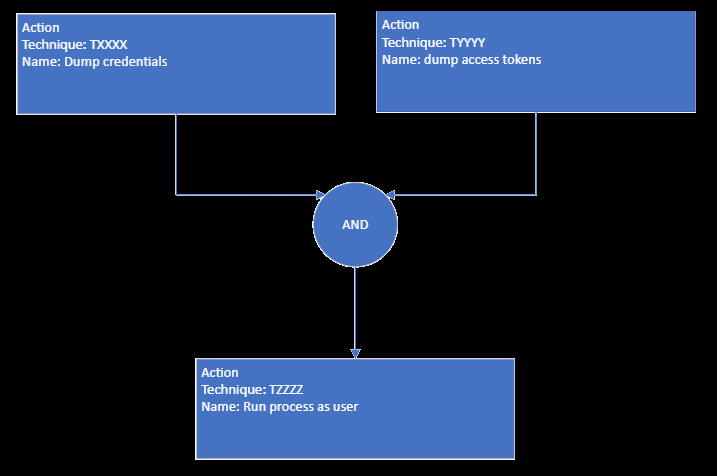 Action
Technique: TXXXX
Name: Dump credentials
Action
Technique: TYYYY
Name: dump access tokens
AND
Action
Technique: TZZZZ
Name: Run process as user